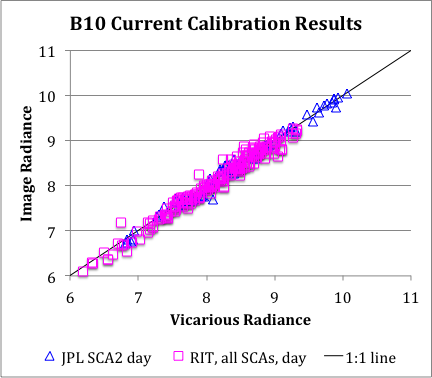 B10 Current Calibration Results
11
10
9
8
7
6
Image Radiance
6 7 8 9 10 11
Vicarious Radiance
JPL SCA2 day RIT, all SCAs, day 1:1 line